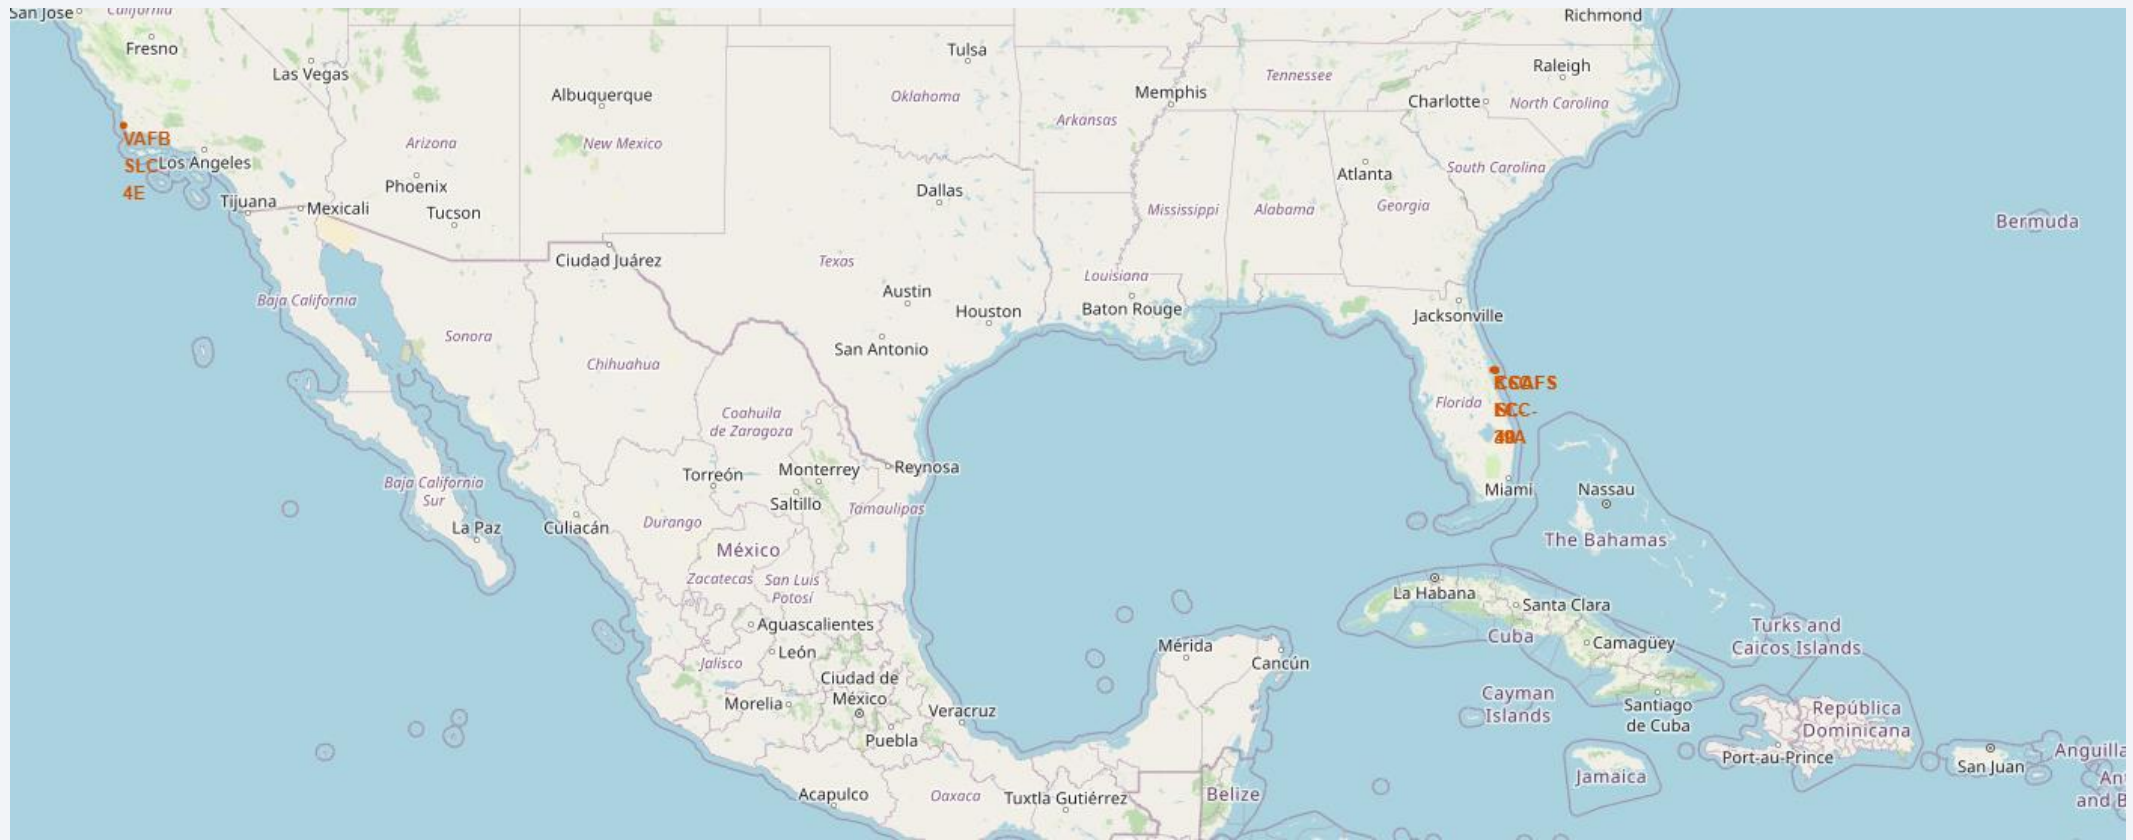 San Jose
California
Richmond
Fresno
Tulsa
Las Vegas
Raleigh
Tennessee
Albuquerque
Memphis
Oklahoma
Charlotte
North Carolina
Arkansas
VAFB
Arizona
New Mexico
SLC-
Los Angeles
South Carolina
Atlanta
4E
Phoenix
Dallas
Tijuana
Mexicali
Tucson
Mississippi
Alabama
Georgia
Bermuda
Ciudad Juárez
Texas
Louisiana
Baja California
Austin
Houston
Baton Rouge
Jacksonville
Sonora
San Antonio
Chihuahua
Florida
Coahuila
de Zaragoza
Torreón
Monterrey
Reynosa
Baja California
Sur
Saltillo
Tamaulipas
Miami
Nassau
La Paz
Culiacán
Durango
México
The Bahamas
Zacatecas
San Luis
Potosí
La Habana
Santa Clara
Aguascalientes
Cuba
Camagüey
Turks and
Caicos Islands
León
Jalisco
Mérida
Cancún
Ciudad de
México
Morelia
Veracruz
Cayman
Islands
Santiago
de Cuba
República
Dominicana
Puebla
Port-au-Prince
San Juan
Anguilla
Jamaica
Acapulco
Oaxaca
Tuxtla Gutiérrez
Belize
An
and B